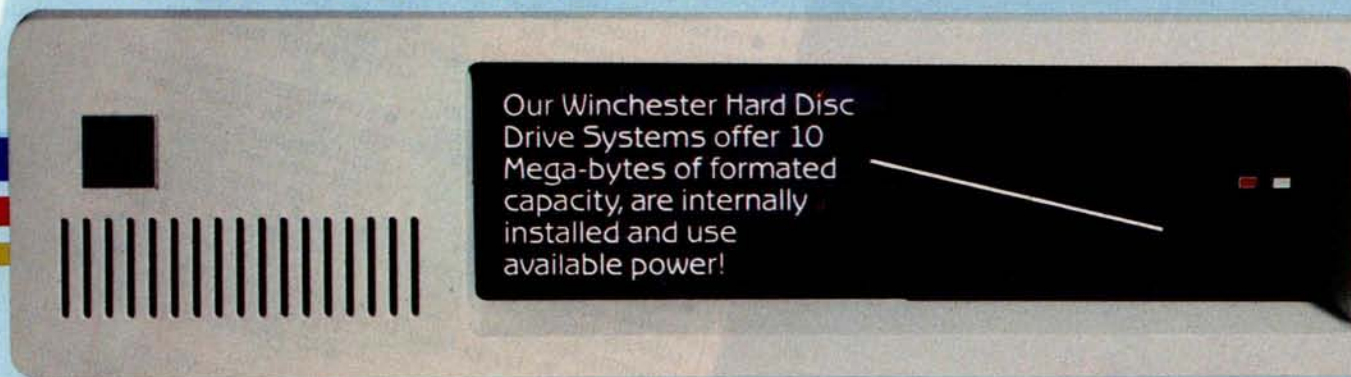 Our Winchester Hard Disc
Drive Systems offer 10
Mega-bytes of formated
capacity, are internally
installed and use
available power!